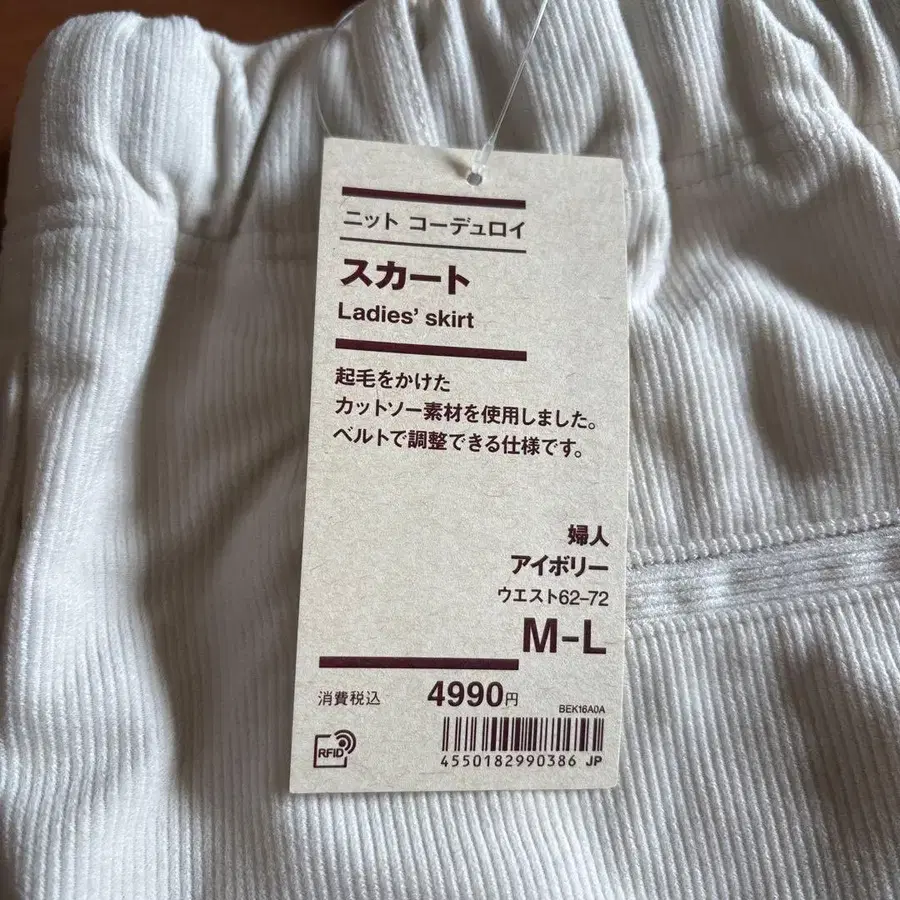 ニット コーデュロイ
スカート
Ladies' skirt
起毛をかけた
カットソー素材を使用しました。
ベルトで調整できる仕様です。
婦人
アイボリー
ウエスト62-72
M-L
消費税込 4990円
BEK16A0A
RFID
4550182990386 JP